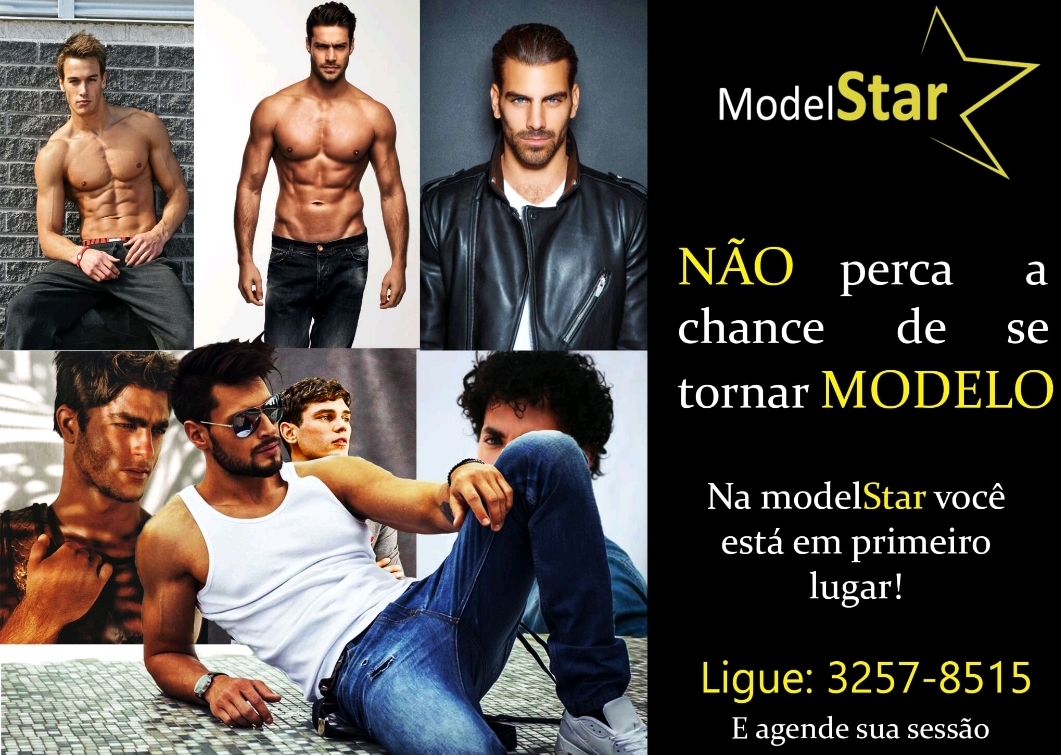 ModelStar
NÃO perca a
chance de se
tornar MODELO
Na modelStar você
está em primeiro
lugar!
Ligue: 3257-8515
E agende sua sessão